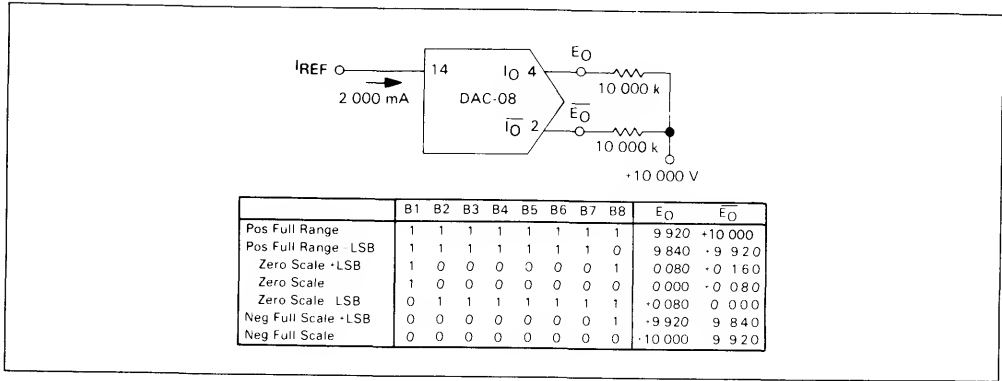 IREF
14
IO 4
EO
2 000 mA
DAC-08
10 000 k
EO
IO 2
10 000 k
+10 000 V
B1 B2 B3 B4 B5 B6 B7 B8 EO EO
Pos Full Range 1 1 1 1 1 1 1 1 9 920 +10 000
Pos Full Range LSB 1 1 1 1 1 1 1 0 9 840 +9 920
Zero Scale +LSB 1 0 0 0 0 0 0 1 0 080 +0 160
Zero Scale 1 0 0 0 0 0 0 0 0 000 +0 080
Zero Scale LSB 0 1 1 1 1 1 1 1 +0 080 0 000
Neg Full Scale +LSB 0 0 0 0 0 0 0 1 +9 920 9 840
Neg Full Scale 0 0 0 0 0 0 0 0 +10 000 9 920